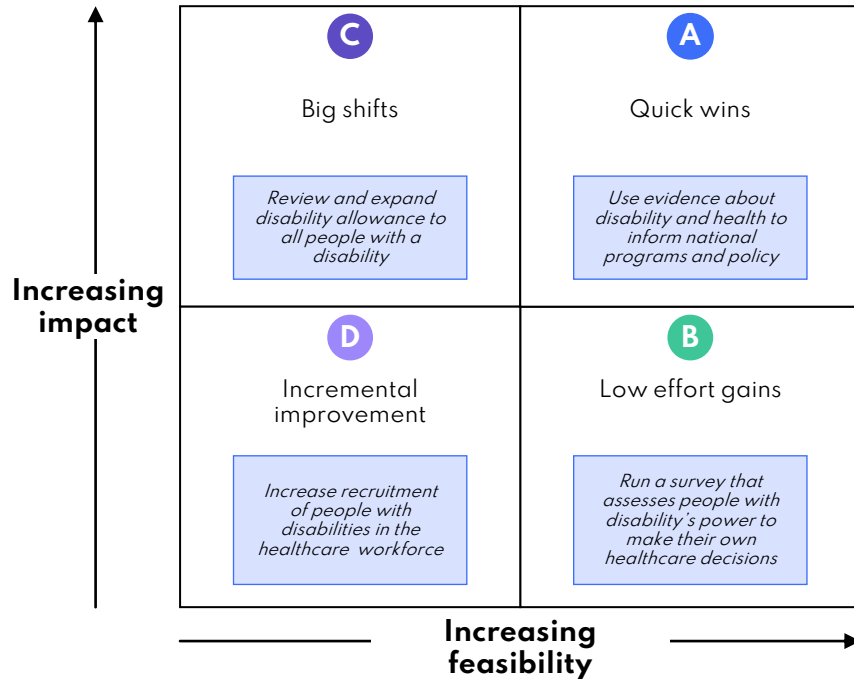 C
Big shifts
Review and expand
disability allowance to
all people with a
disability
A
Quick wins
Use evidence about
disability and health to
inform national
programs and policy
Increasing
impact
D
Incremental
improvement
Increase recruitment
of people with
disabilities in the
healthcare workforce
B
Low effort gains
Run a survey that
assesses people with
disability’s power to
make their own
healthcare decisions
Increasing
feasibility